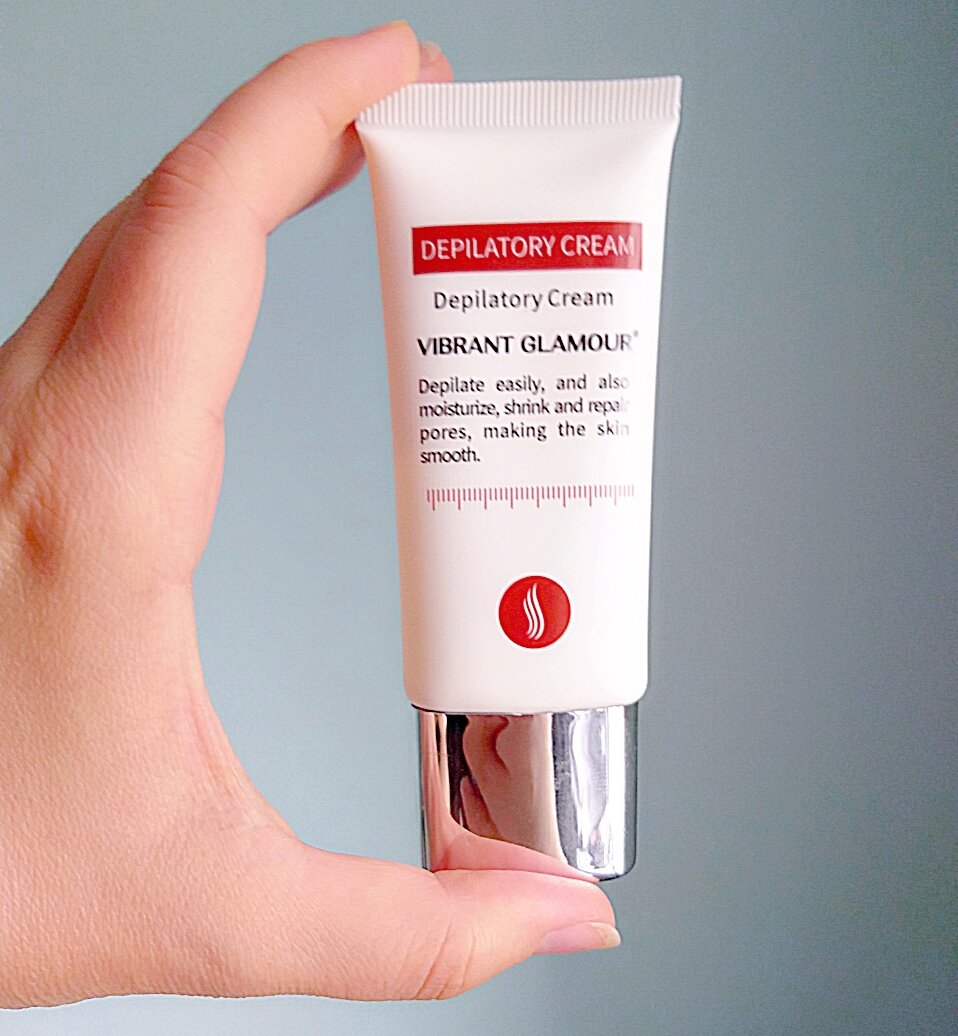 DEPILATORY CREAM
Depilatory Cream
VIBRANT GLAMOUR®
Depilate easily, and also
moisturize, shrink and repair
pores, making the skin
smooth.